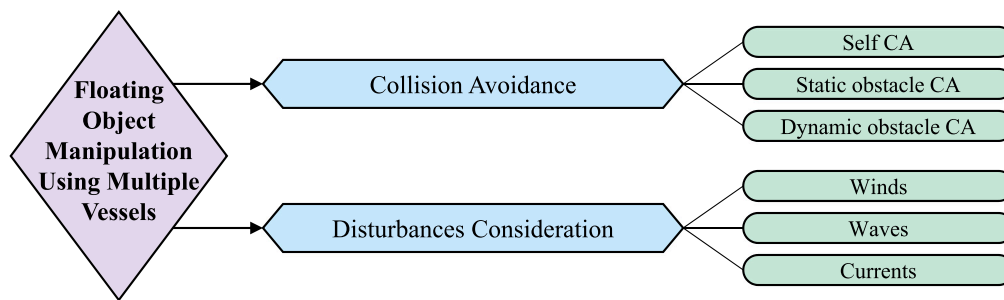 Floating
Object
Manipulation
Using Multiple
Vessels
Collision Avoidance
Self CA
Static obstacle CA
Dynamic obstacle CA
Disturbances Consideration
Winds
Waves
Currents